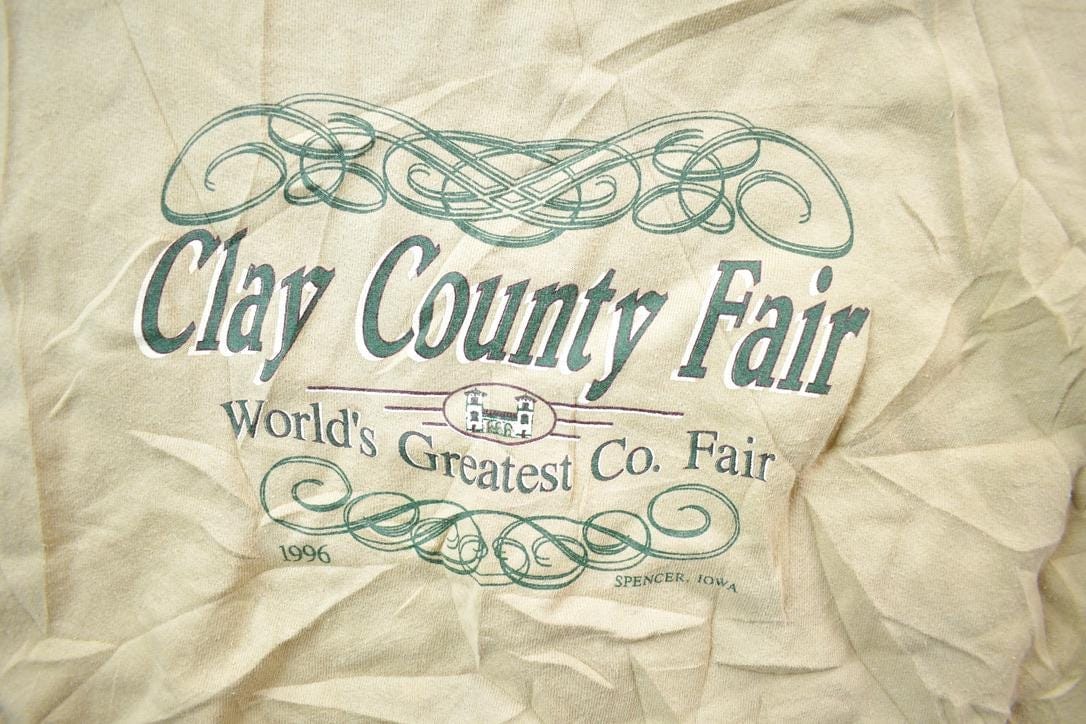 Clay County Fair
World's Greatest Co. Fair
1996
SPENCER, IOWA